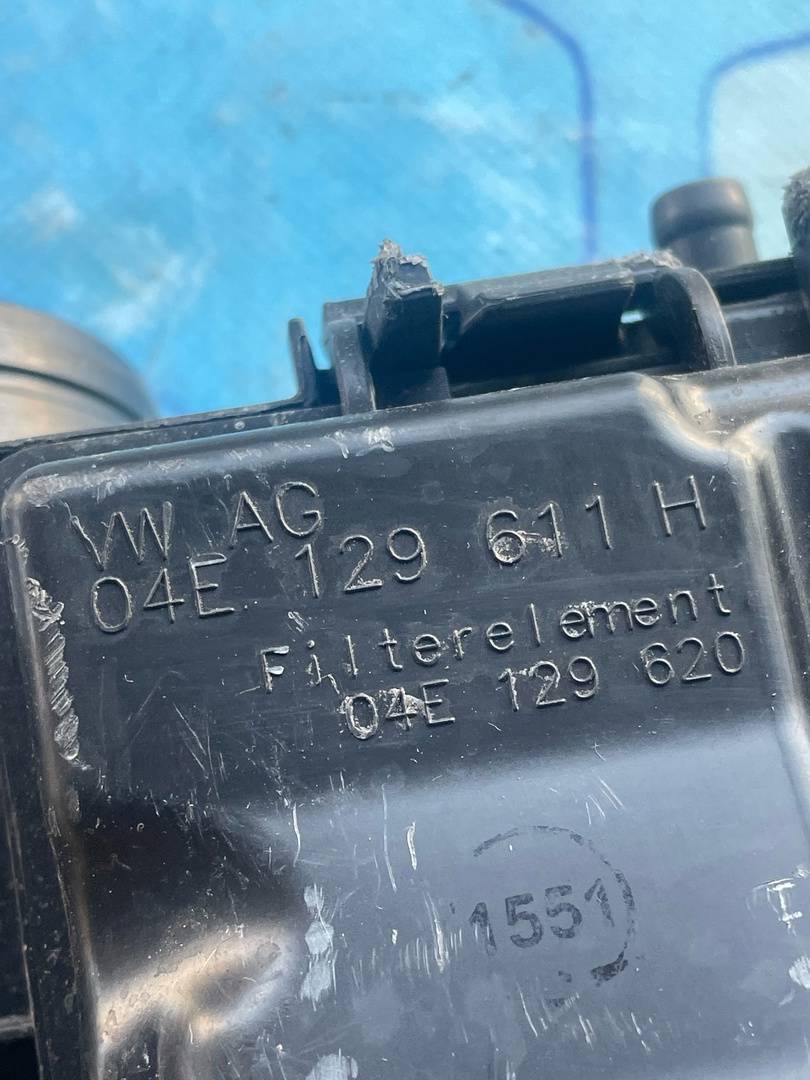 VW AG
04E 129 611 H
Filterelement
04E 129 620
1551